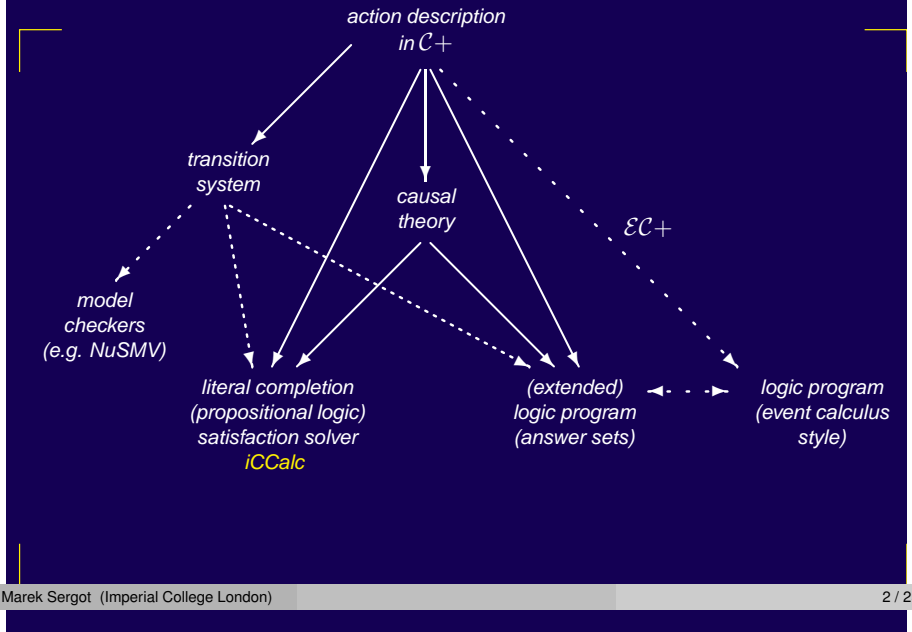 action description
in C+
transition
system
causal
theory
EC+
model
checkers
(e.g. NuSMV)
literal completion
(propositional logic)
satisfaction solver
iCCalc
(extended)
logic program
(answer sets)
logic program
(event calculus
style)
Marek Sergot (Imperial College London)
2 / 2